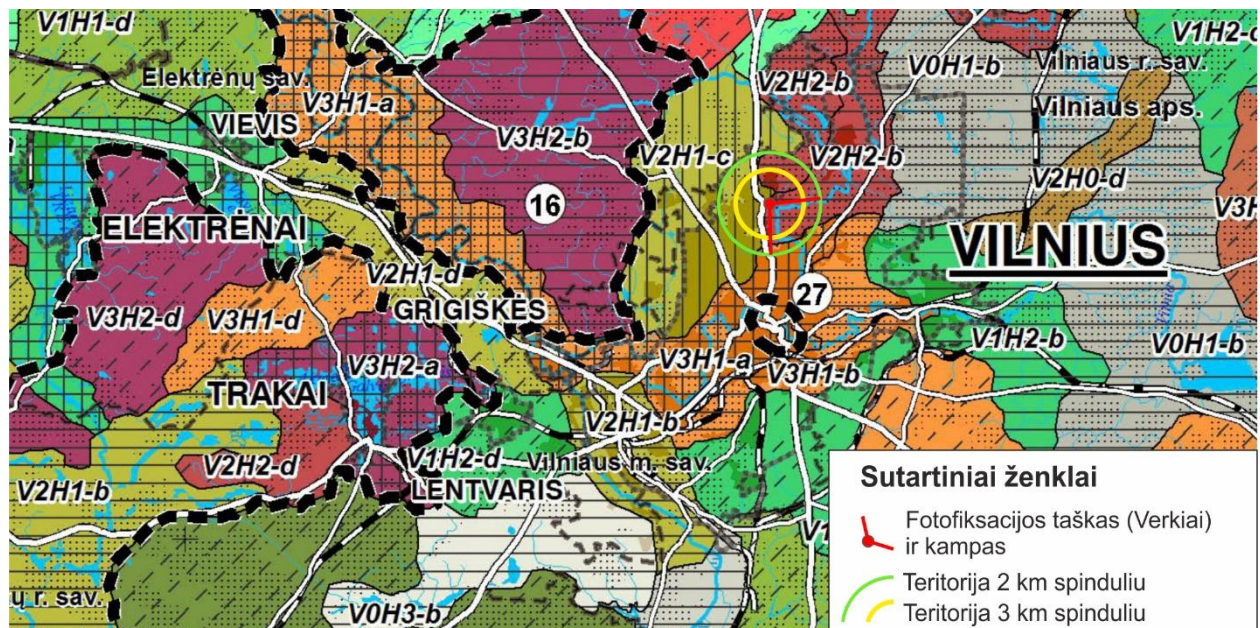 V1H1-d
Elektrėnų sav.
V3H1-a
VIEVIS
V3H2-b
16
V2H1-c
V2H2-b
V2H2-b
V0H1-b
V1H2-c
Vilniaus r. sav.
Vilniaus aps.
V2H0-d
ELEKTRĖNAI
V3H2-d
V2H1-d
GRIGIŠKĖS
V3H1-d
V3H2-a
TRAKAI
V2H2-d
V2H1-b
V1H2-d
LENTVARIS
Vilniaus m. sav.
V2H1-b
V3H1-a
27
V3H1-b
VILNIUS
V1H2-b
V0H1-b
V0H3-b
ų r. sav.
Sutartiniai ženklai
Fotofiksacijos taškas (Verkiai)
ir kampas
Teritorija 2 km spinduliu
Teritorija 3 km spinduliu